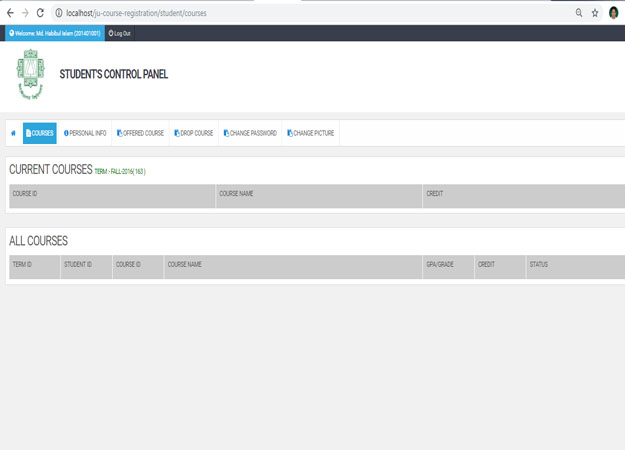 localhost/ju-course-registration/student/courses
Welcome: Md. Habibul Islam (201401001) Log Out
STUDENT'S CONTROL PANEL
COURSES PERSONAL INFO OFFERED COURSE DROP COURSE CHANGE PASSWORD CHANGE PICTURE
CURRENT COURSES TERM :- FALL-2016(163 )
COURSE ID COURSE NAME CREDIT
ALL COURSES
TERM ID STUDENT ID COURSE ID COURSE NAME GPA/GRADE CREDIT STATUS